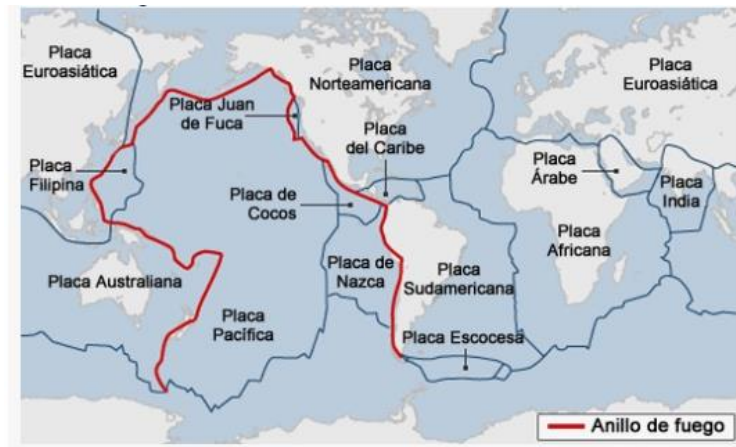 Placa
Euroasiática
Placa
Norteamericana
Placa
Euroasiática
Placa Juan
de Fuca
Placa
del Caribe
Placa
Filipina
Placa
Árabe
Placa
India
Placa de
Cocos
Placa
Africana
Placa Australiana
Placa de
Nazca
Placa
Sudamericana
Placa
Pacífica
Placa Escocesa
Anillo de fuego